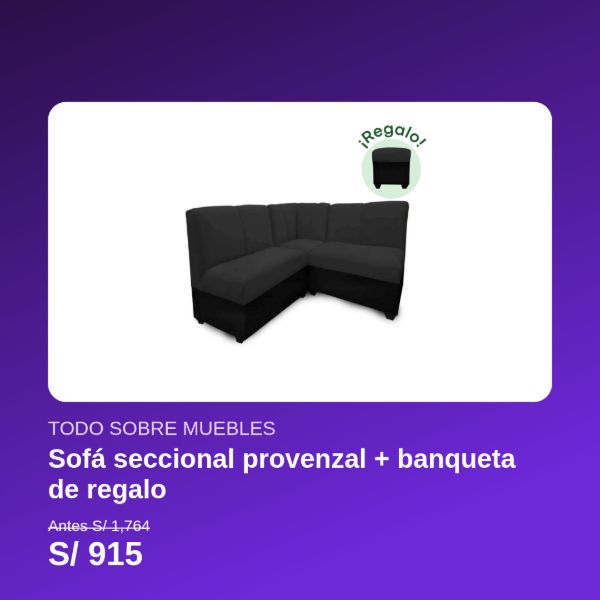 ¡Regalo!
TODO SOBRE MUEBLES
Sofá seccional provenzal + banqueta
de regalo
Antes S/ 1,764
S/ 915